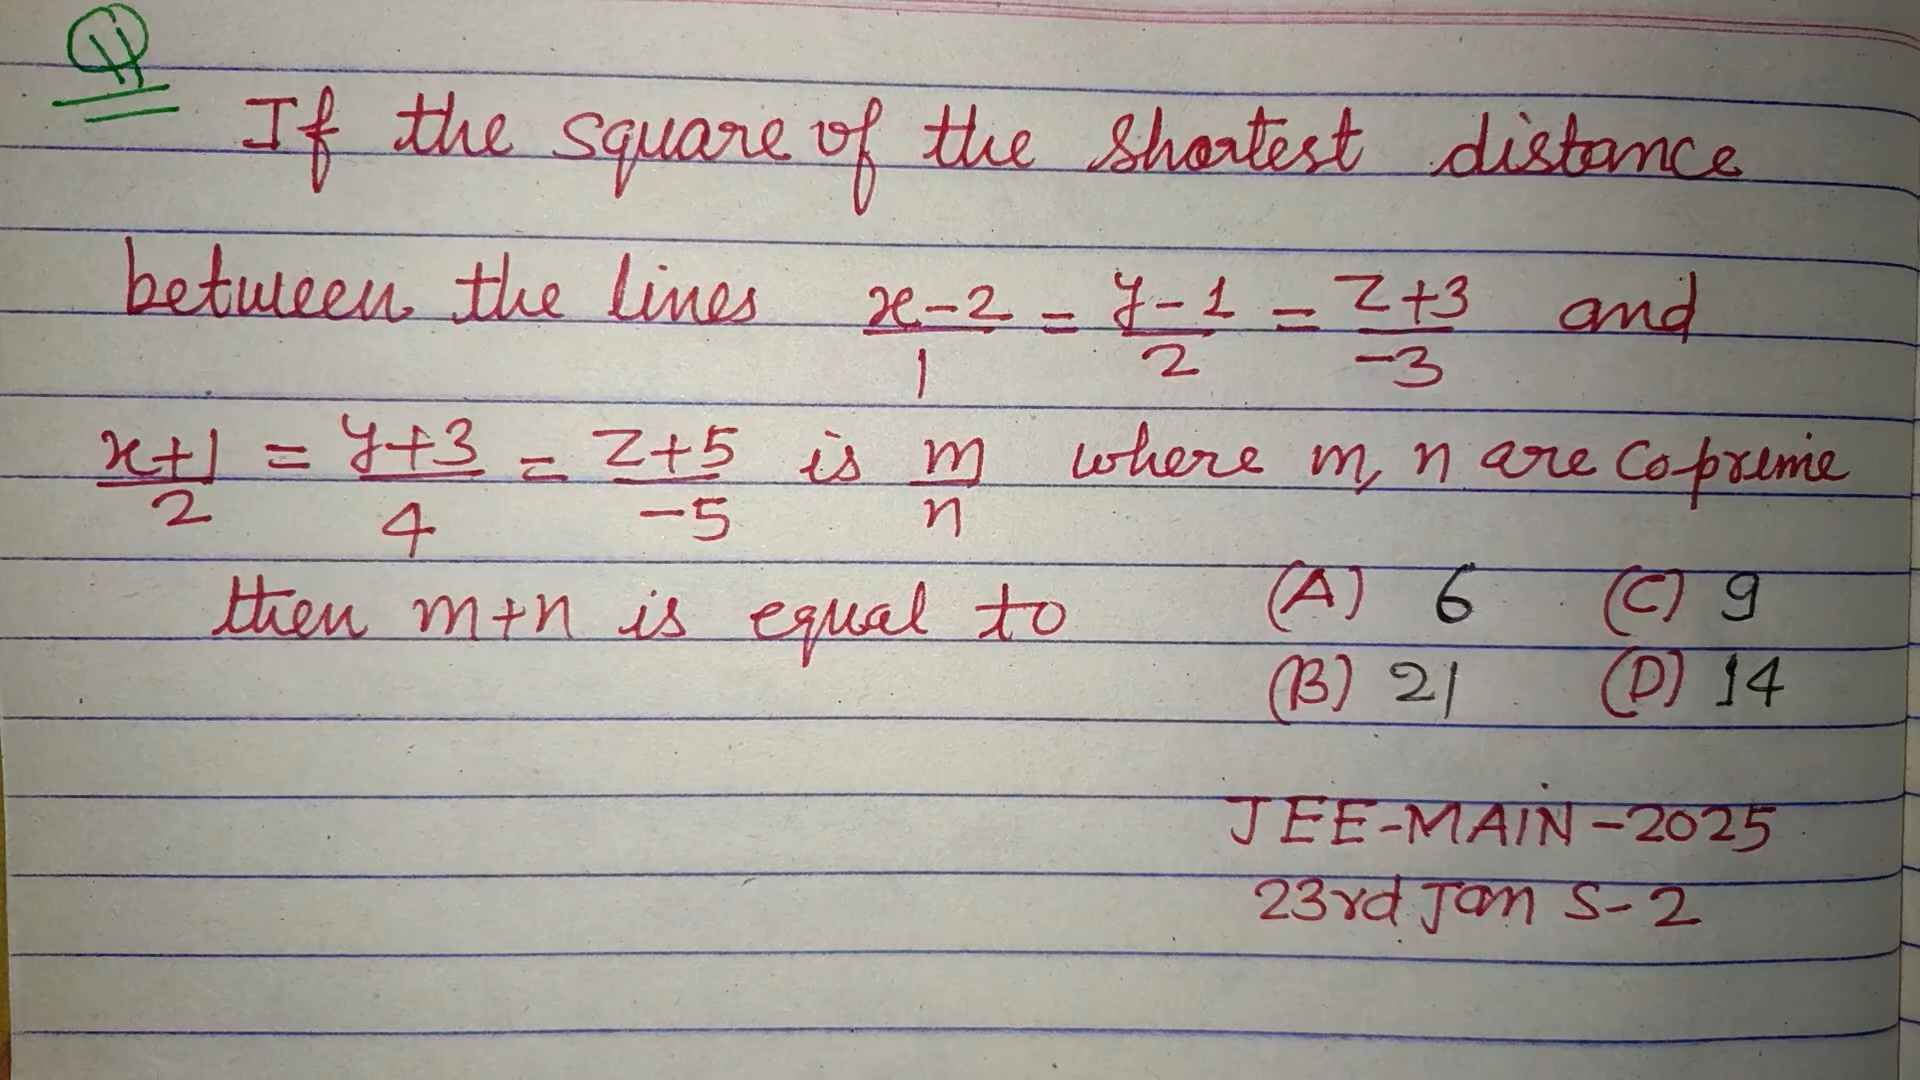 Q
If the square of the shortest distance
between the lines x-2/1 = y-1/2 = z+3/-3 and
x+1/2 = y+3/4 = z+5/-5 is m/n where m, n are co-prime
then m+n is equal to (A) 6 (C) 9
(B) 21 (D) 14
JEE-MAIN-2025
23rd Jan S-2